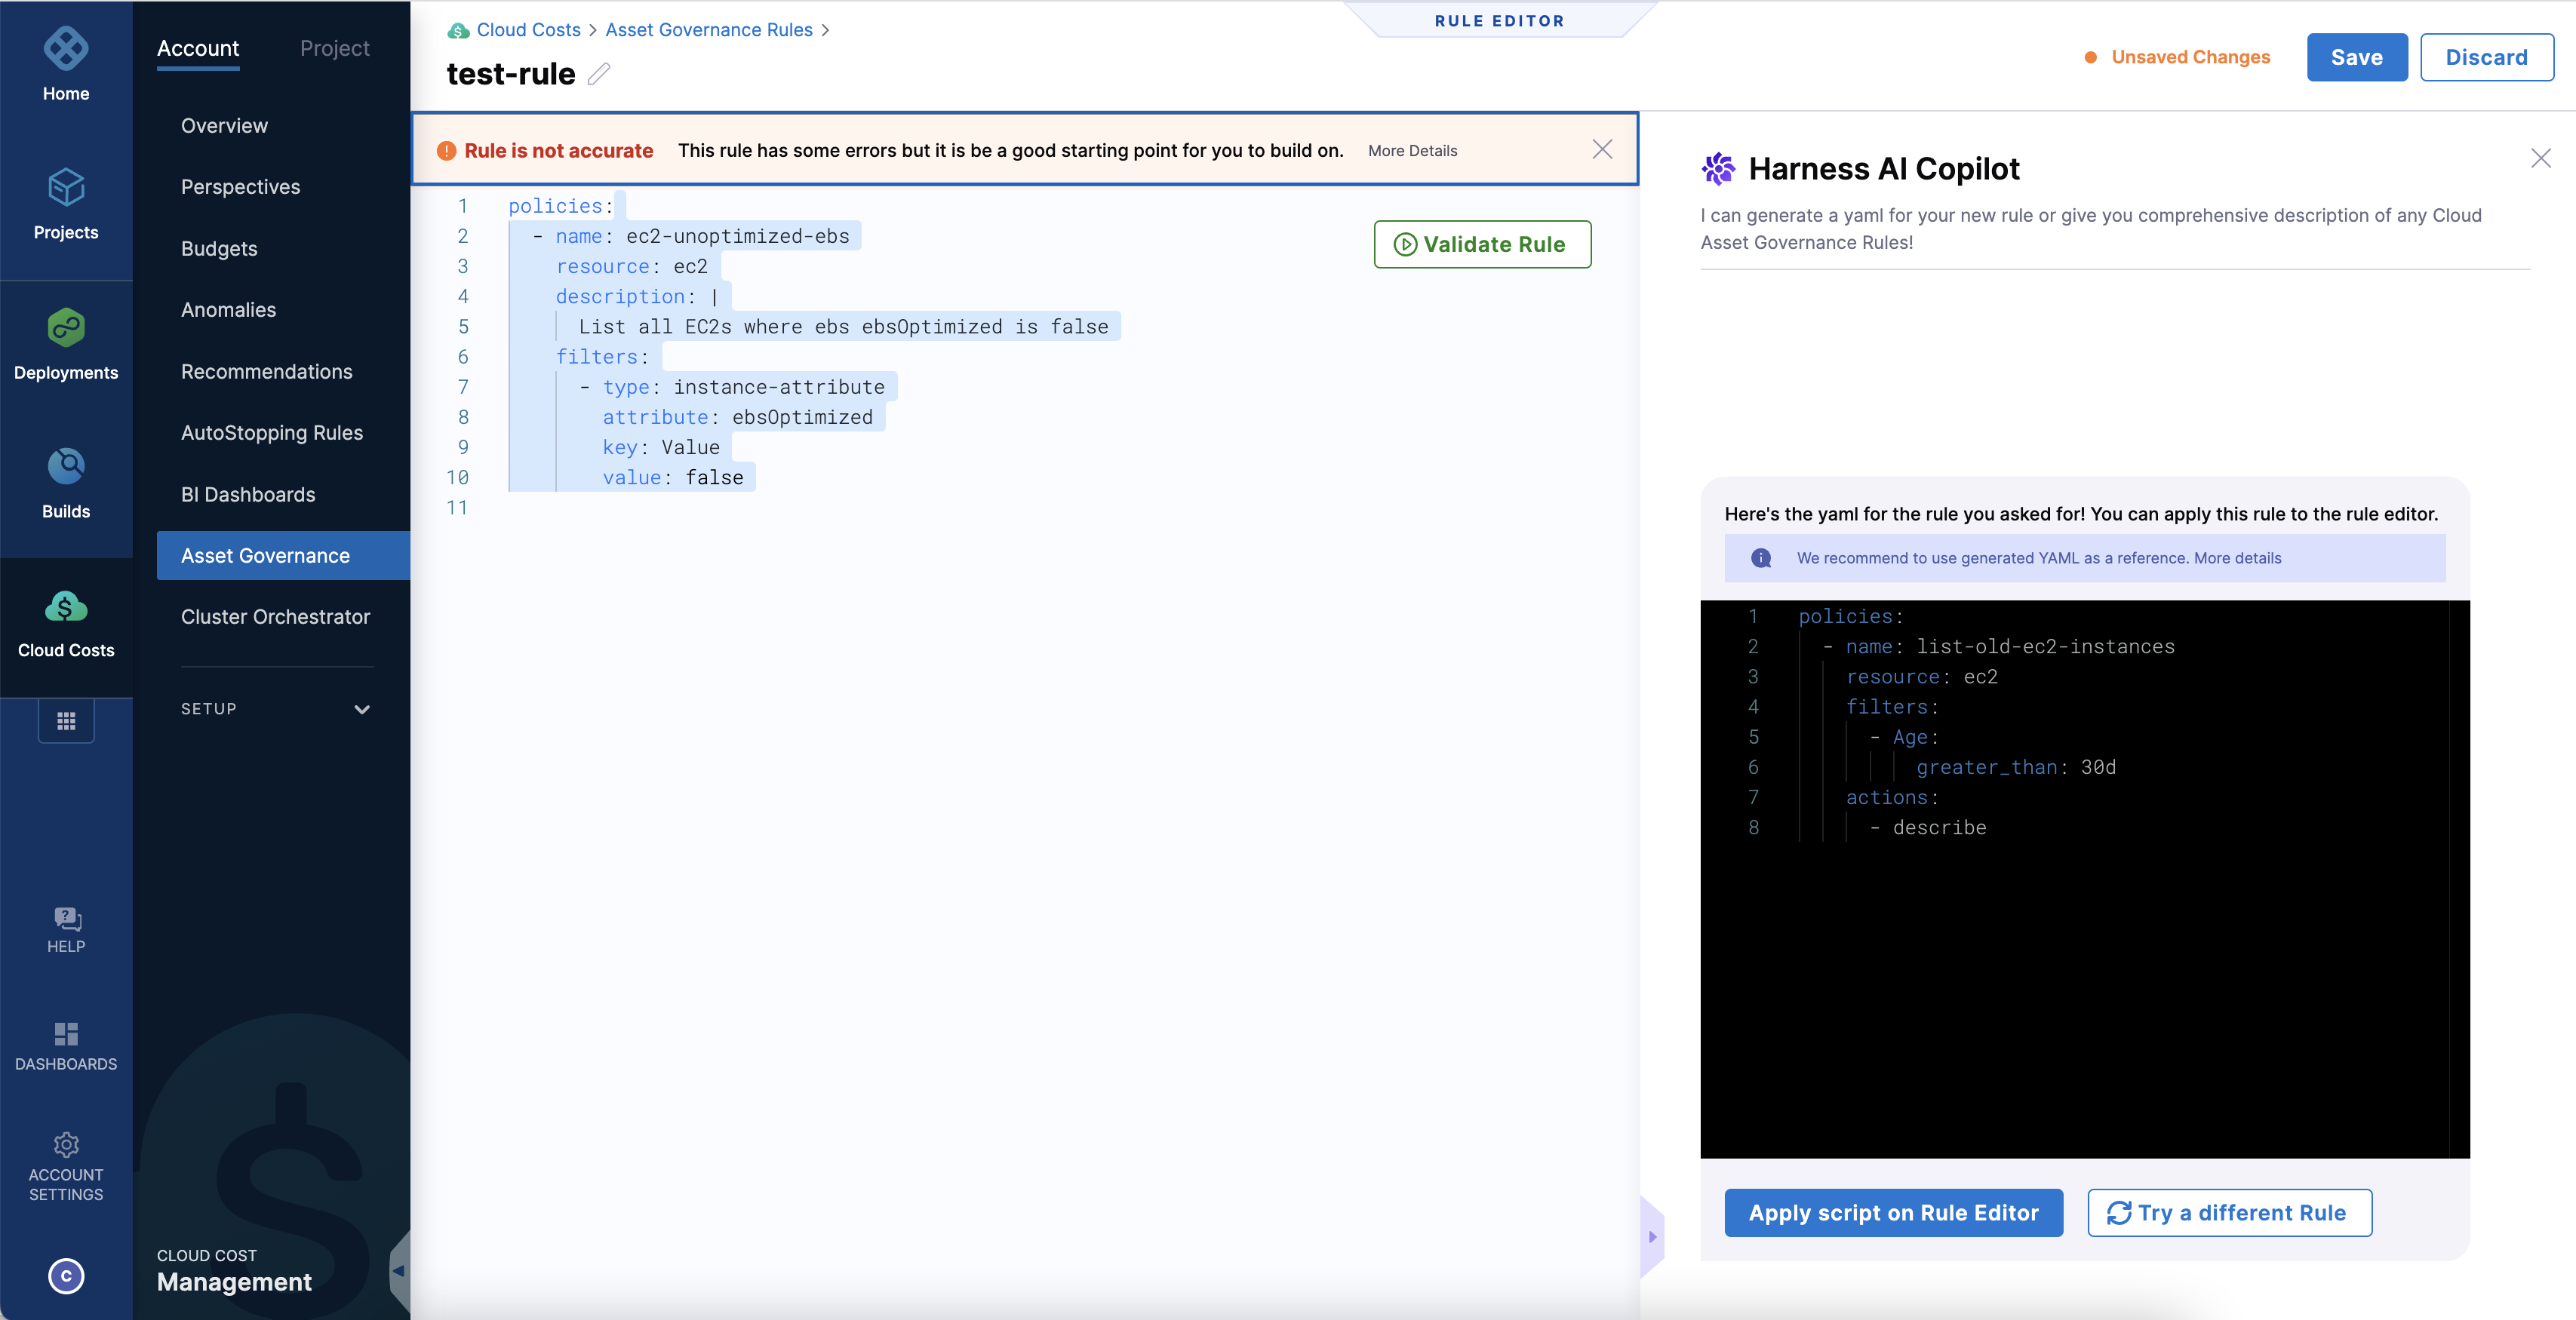 Home
Projects
Deployments
Builds
Cloud Costs
HELP
DASHBOARDS
ACCOUNT
SETTINGS
C
Account Project
Overview
Perspectives
Budgets
Anomalies
Recommendations
AutoStopping Rules
BI Dashboards
Asset Governance
Cluster Orchestrator
SETUP
CLOUD COST
Management
Cloud Costs > Asset Governance Rules >
test-rule
RULE EDITOR
Unsaved Changes
Save
Discard
Rule is not accurate This rule has some errors but it is be a good starting point for you to build on. More Details
1 policies:
2 - name: ec2-unoptimized-ebs
3 resource: ec2
4 description: |
5 List all EC2s where ebs ebsOptimized is false
6 filters:
7 - type: instance-attribute
8 attribute: ebsOptimized
9 key: Value
10 value: false
11
Validate Rule
Harness AI Copilot
I can generate a yaml for your new rule or give you comprehensive description of any Cloud
Asset Governance Rules!
Here's the yaml for the rule you asked for! You can apply this rule to the rule editor.
We recommend to use generated YAML as a reference. More details
1 policies:
2 - name: list-old-ec2-instances
3 resource: ec2
4 filters:
5 - Age:
6 greater_than: 30d
7 actions:
8 - describe
Apply script on Rule Editor
Try a different Rule